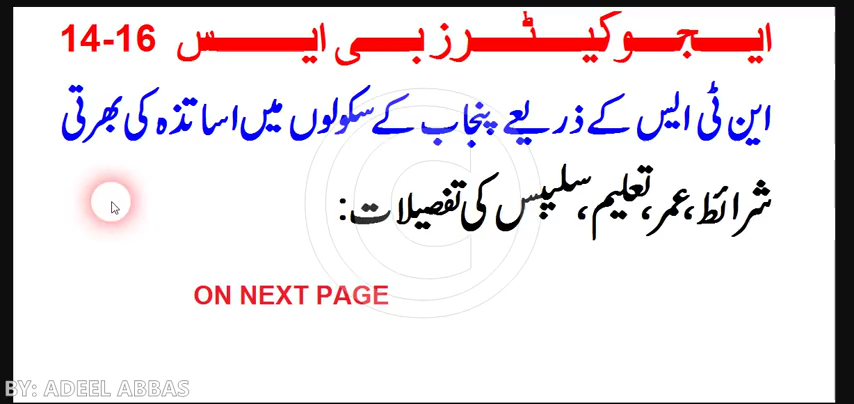 ایجوکیٹرز بی ایس 14-16
این ٹی ایس کے ذریعے پنجاب کے سکولوں میں اساتذہ کی بھرتی
شرائط،عمر،تعلیم،سلیپس کی تفصیلات:
ON NEXT PAGE
BY: ADEEL ABBAS